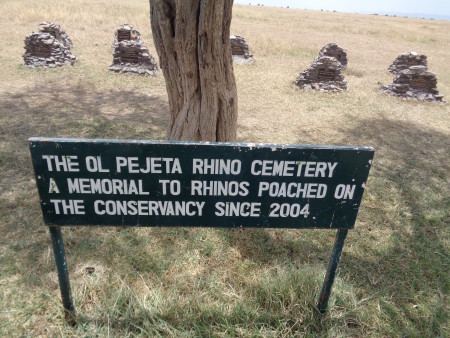 THE OL PEJETA RHINO CEMETERY
A MEMORIAL TO RHINOS POACHED ON
THE CONSERVANCY SINCE 2004